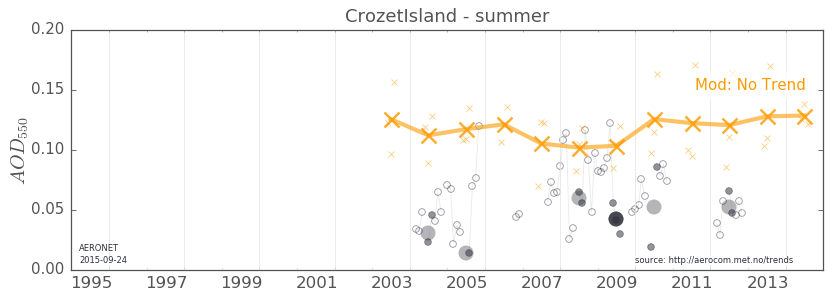 CrozetIsland - summer
0.20
0.15
0.10
0.05
0.00
AOD550
Mod: No Trend
AERONET
2015-09-24
source: http://aerocom.met.no/trends
1995 1997 1999 2001 2003 2005 2007 2009 2011 2013